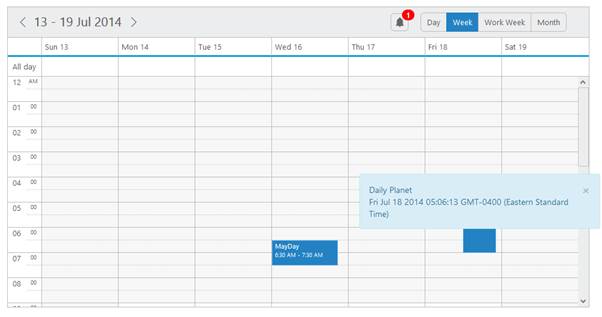 13 - 19 Jul 2014
1
Day Week Work Week Month
Sun 13 Mon 14 Tue 15 Wed 16 Thu 17 Fri 18 Sat 19
All day
12 AM
01 00
02 00
03 00
04 00
05 00
06 00
07 00
08 00
Daily Planet ×
Fri Jul 18 2014 05:06:13 GMT-0400 (Eastern Standard
Time)
MayDay
6:30 AM - 7:30 AM